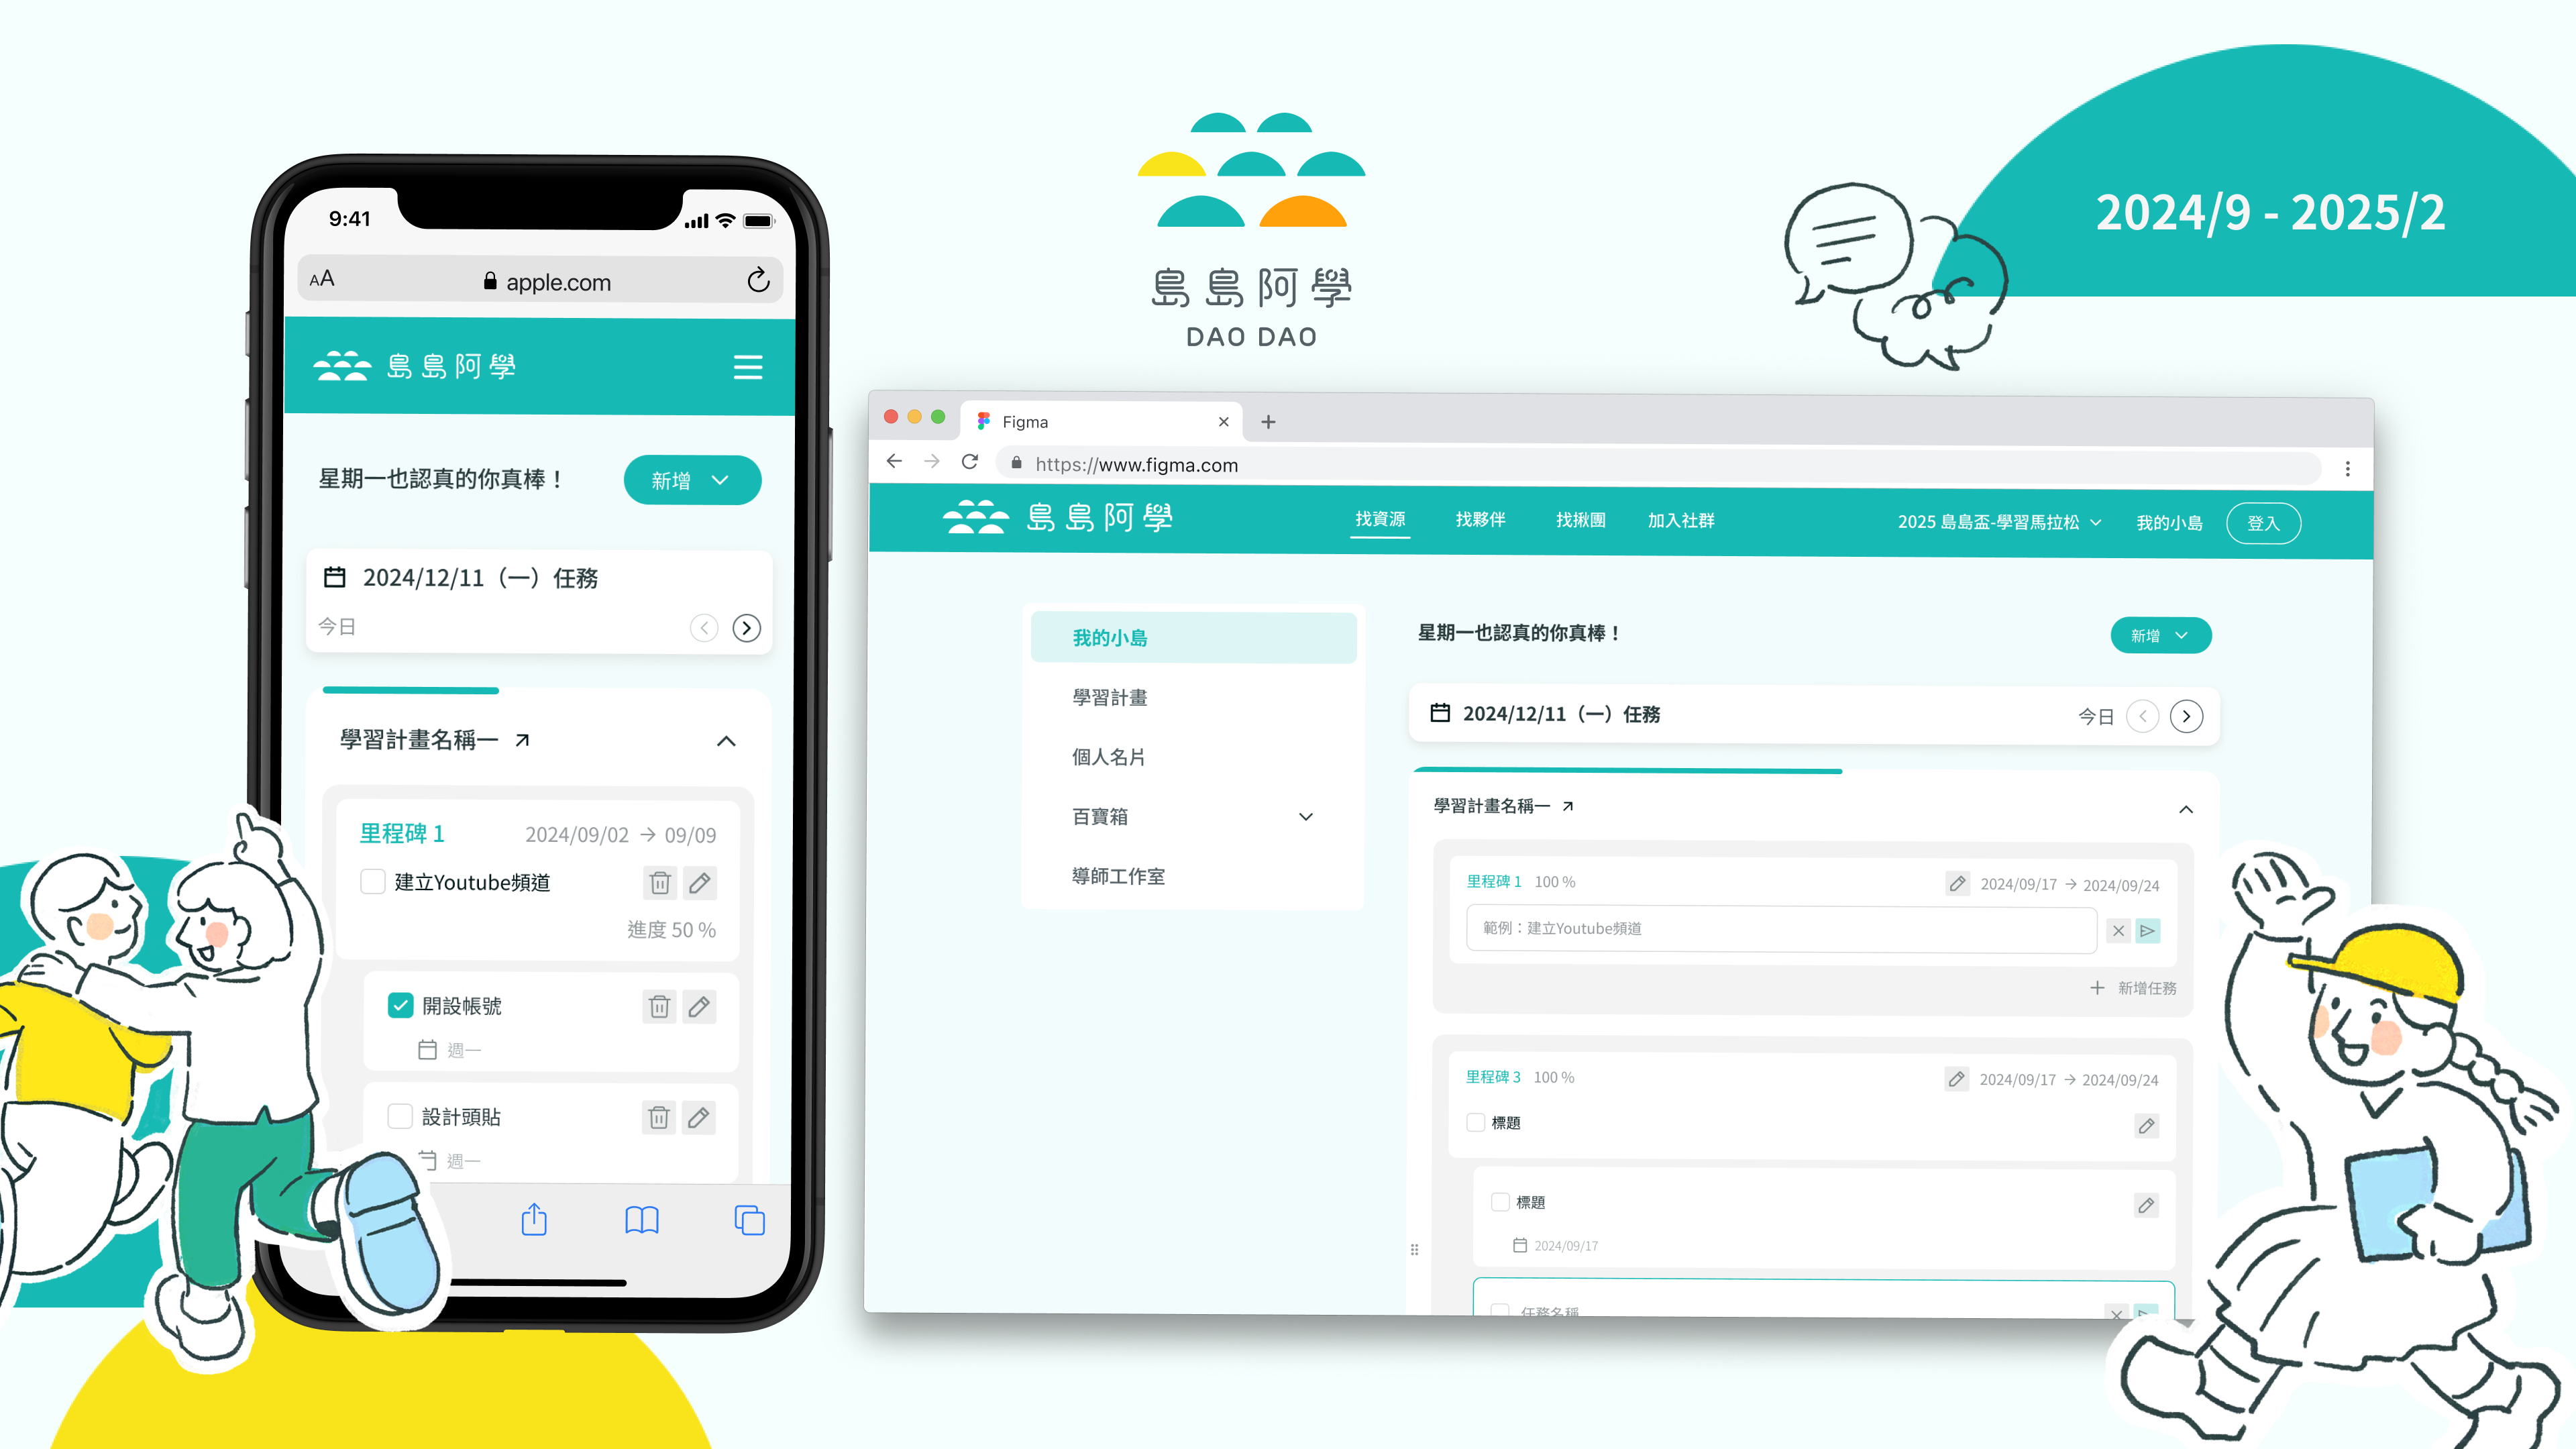 島島阿學
DAO DAO
2024/9 - 2025/2
9:41
AA
apple.com
島島阿學
星期一也認真的你真棒！
新增
2024/12/11（一）任務
今日
學習計畫名稱一
里程碑 1
2024/09/02 → 09/09
建立Youtube頻道
進度 50 %
開設帳號
週一
設計頭貼
週一
Figma
https://www.figma.com
島島阿學
找資源
找夥伴
找揪團
加入社群
2025 島島盃-學習馬拉松
我的小島
登入
我的小島
學習計畫
個人名片
百寶箱
導師工作室
星期一也認真的你真棒！
新增
2024/12/11（一）任務
今日
學習計畫名稱一
里程碑 1 100 %
2024/09/17 → 2024/09/24
範例：建立Youtube頻道
新增任務
里程碑 3 100 %
2024/09/17 → 2024/09/24
標題
標題
2024/09/17
任務名稱